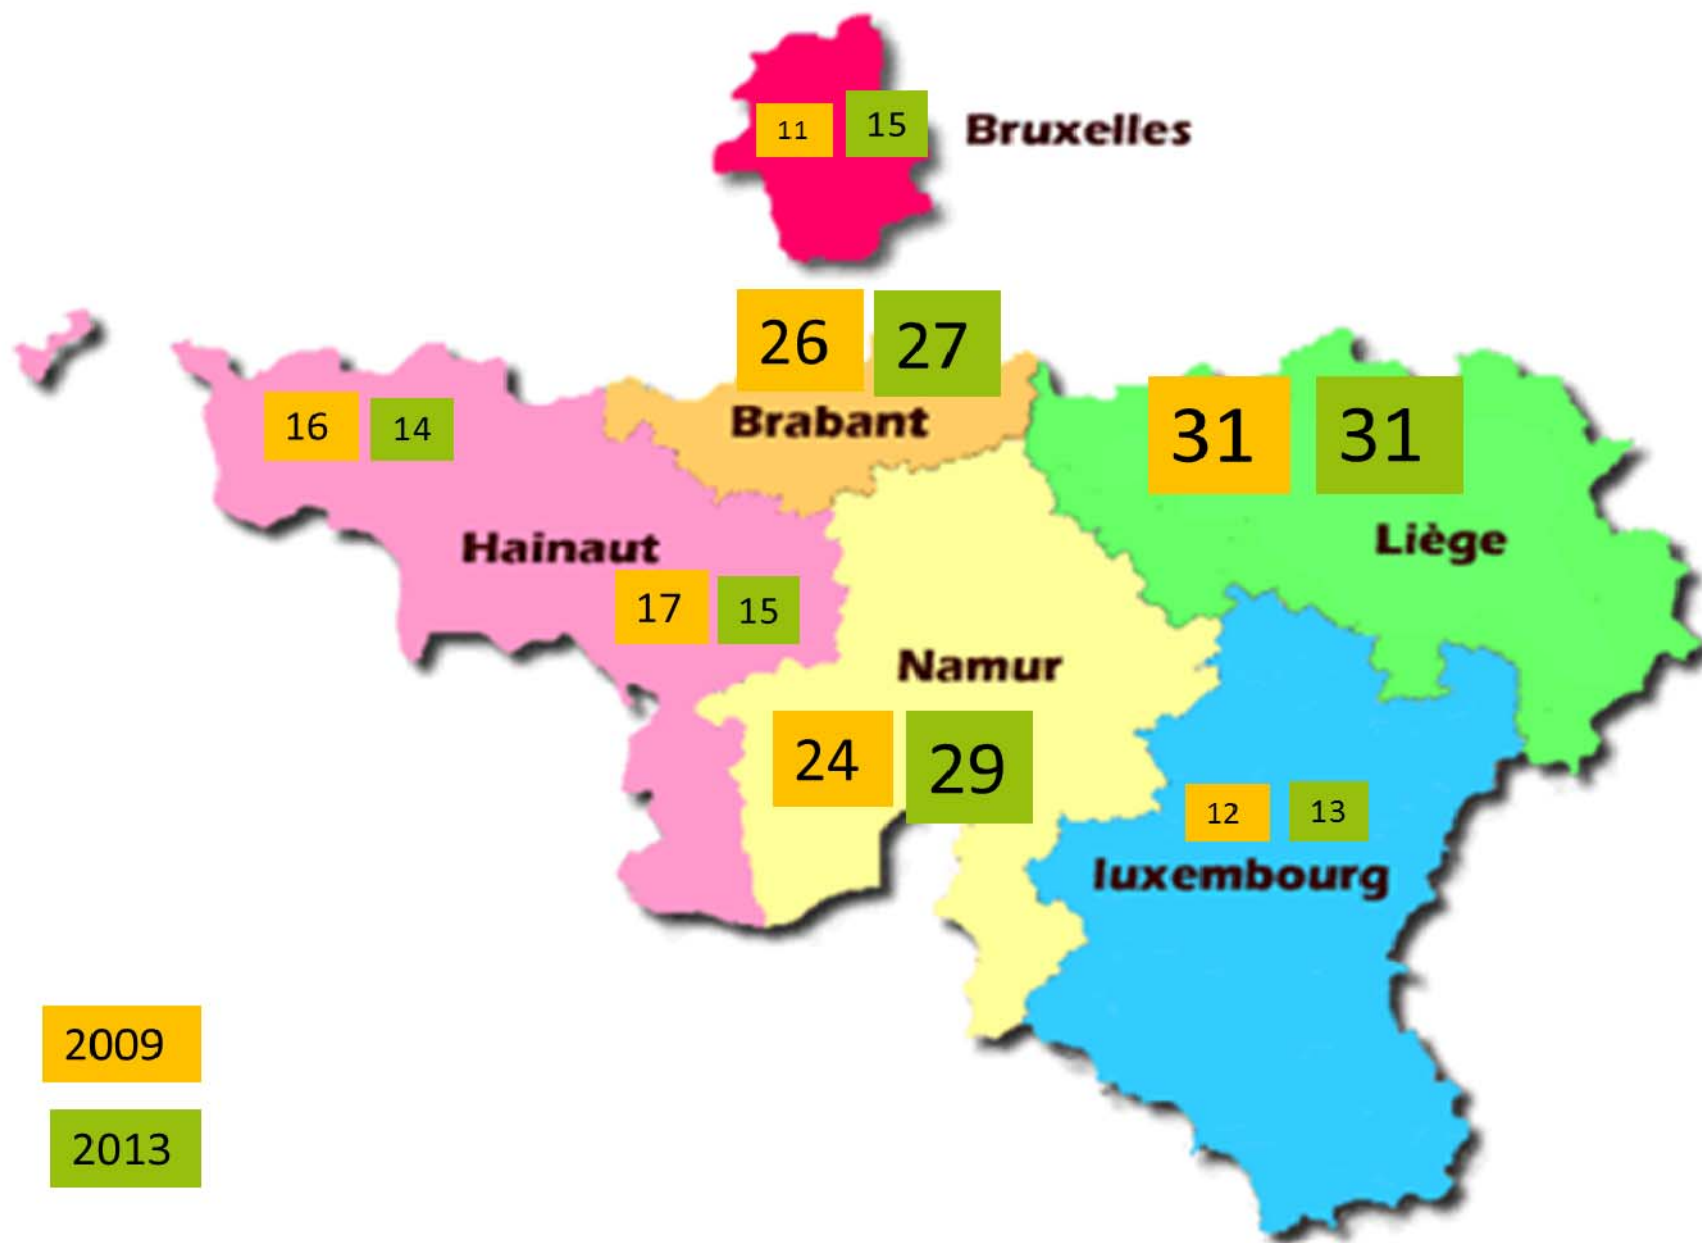 11 15 Bruxelles
26 27
Brabant
16 14
31 31
Hainaut
Liège
17 15
Namur
24 29
12 13
luxembourg
2009
2013